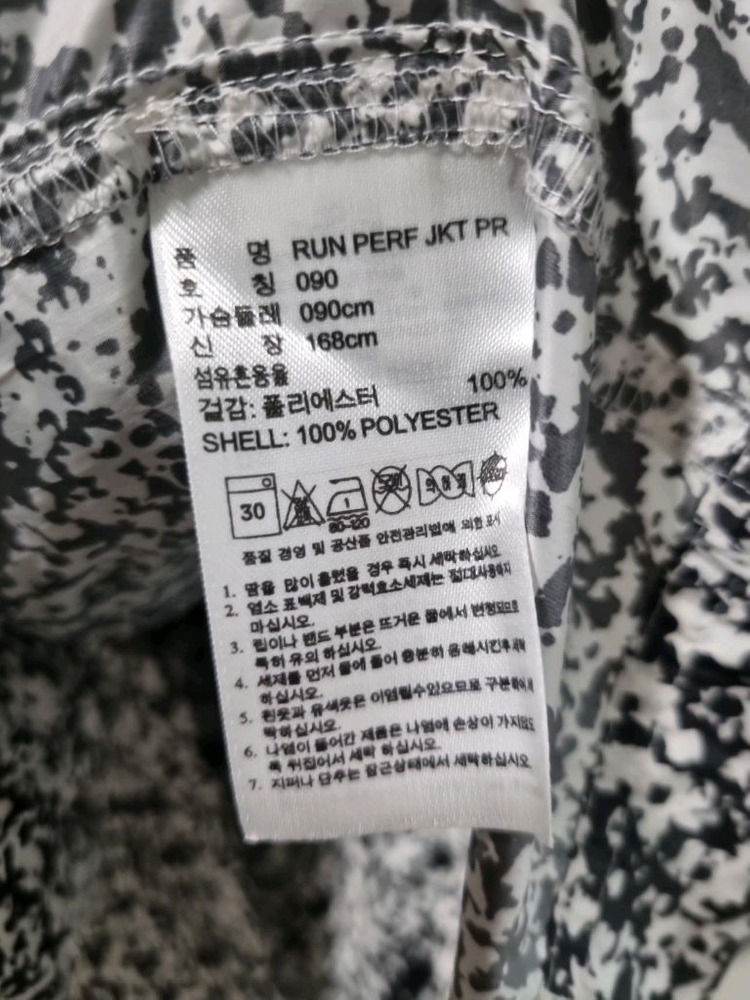 품 명 RUN PERF JKT PR
호 칭 090
가슴둘레 090cm
신 장 168cm
섬유혼용율
걸감: 폴리에스터 100%
SHELL: 100% POLYESTER
30
1
80-120
품질 경영 및 공산품 안전관리법에 의한 표시
1. 땀을 많이 흘렸을 경우 즉시 세탁하십시오
2. 염소 표백제 및 강력효소세제는 절대사용하지
마십시오.
3. 립이나 밴드 부분은 뜨거운 물에서 변형되므로
특히 유의 하십시오.
4. 세제를 먼저 물에 풀어 충분히 용해시킨후 세탁
하십시오.
5. 흰옷과 유색옷은 이염될수있으므로 구분하여 세
탁하십시오.
6. 나염이 들어간 제품은 나염에 손상이 가지않도
록 뒤집어서 세탁 하십시오.
7. 지퍼나 단추는 잠근상태에서 세탁하십시오